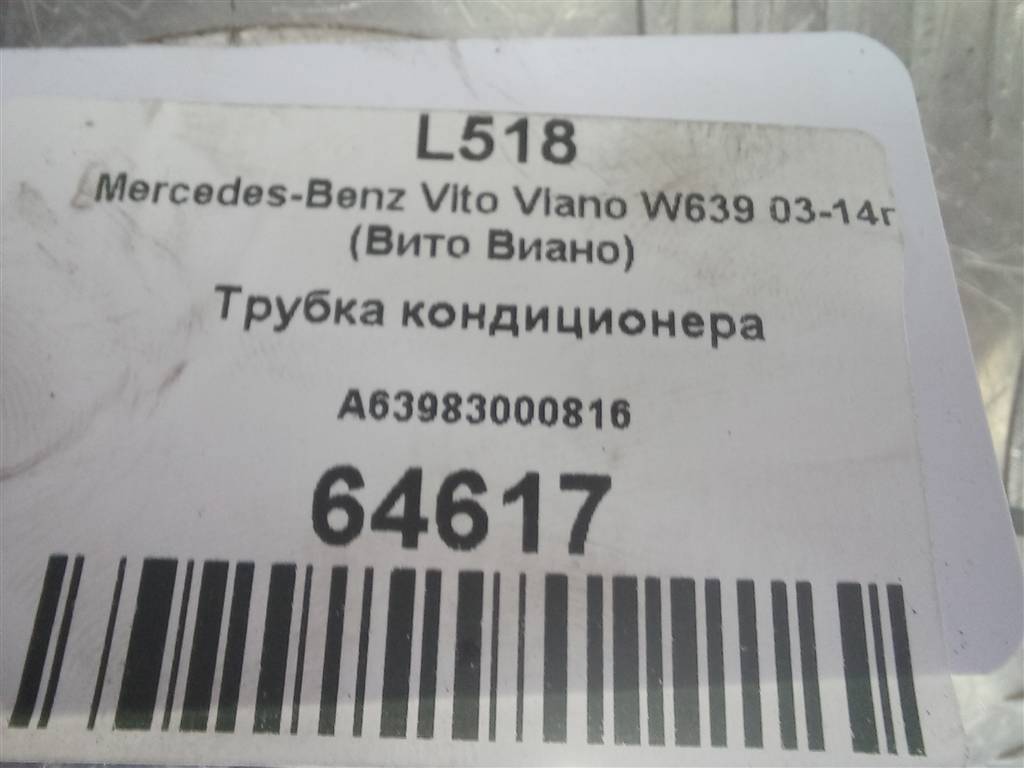 L518
Mercedes-Benz Vito Viano W639 03-14г
(Вито Виано)
Трубка кондиционера
A63983000816
64617